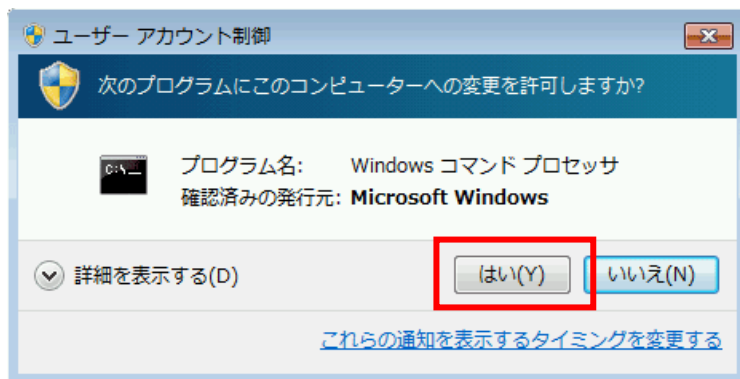 ユーザー アカウント制御
次のプログラムにこのコンピューターへの変更を許可しますか?
C:\_
プログラム名: Windows コマンド プロセッサ
確認済みの発行元: Microsoft Windows
詳細を表示する(D) はい(Y) いいえ(N)
これらの通知を表示するタイミングを変更する